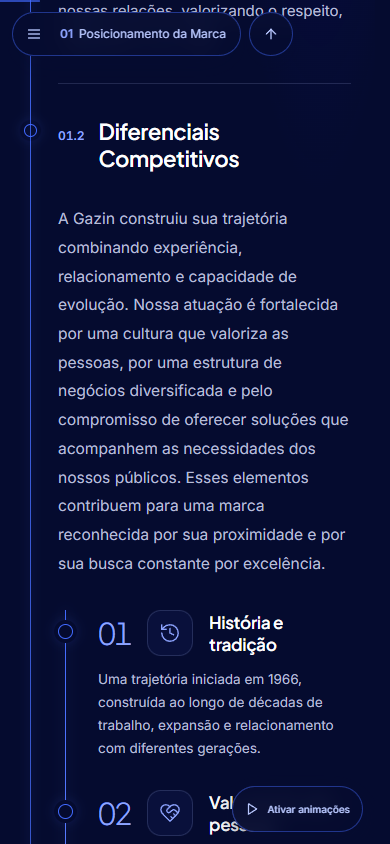 nossas relações, valorizando o respeito,
01 Posicionamento da Marca
01.2 Diferenciais
Competitivos
A Gazin construiu sua trajetória
combinando experiência,
relacionamento e capacidade de
evolução. Nossa atuação é fortalecida
por uma cultura que valoriza as
pessoas, por uma estrutura de
negócios diversificada e pelo
compromisso de oferecer soluções que
acompanhem as necessidades dos
nossos públicos. Esses elementos
contribuem para uma marca
reconhecida por sua proximidade e por
sua busca constante por excelência.
01 História e
tradição
Uma trajetória iniciada em 1966,
construída ao longo de décadas de
trabalho, expansão e relacionamento
com diferentes gerações.
02
Ativar animações